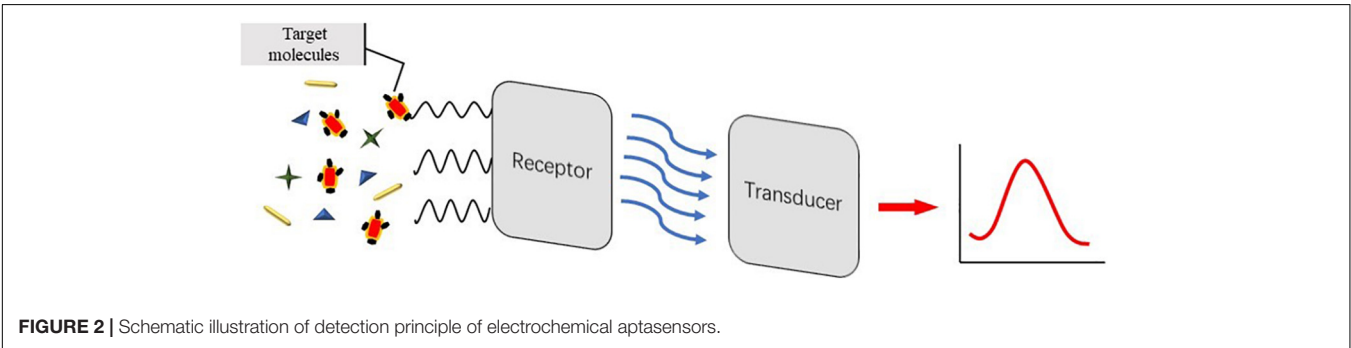 Target
molecules
Receptor
Transducer
FIGURE 2 | Schematic illustration of detection principle of electrochemical aptasensors.